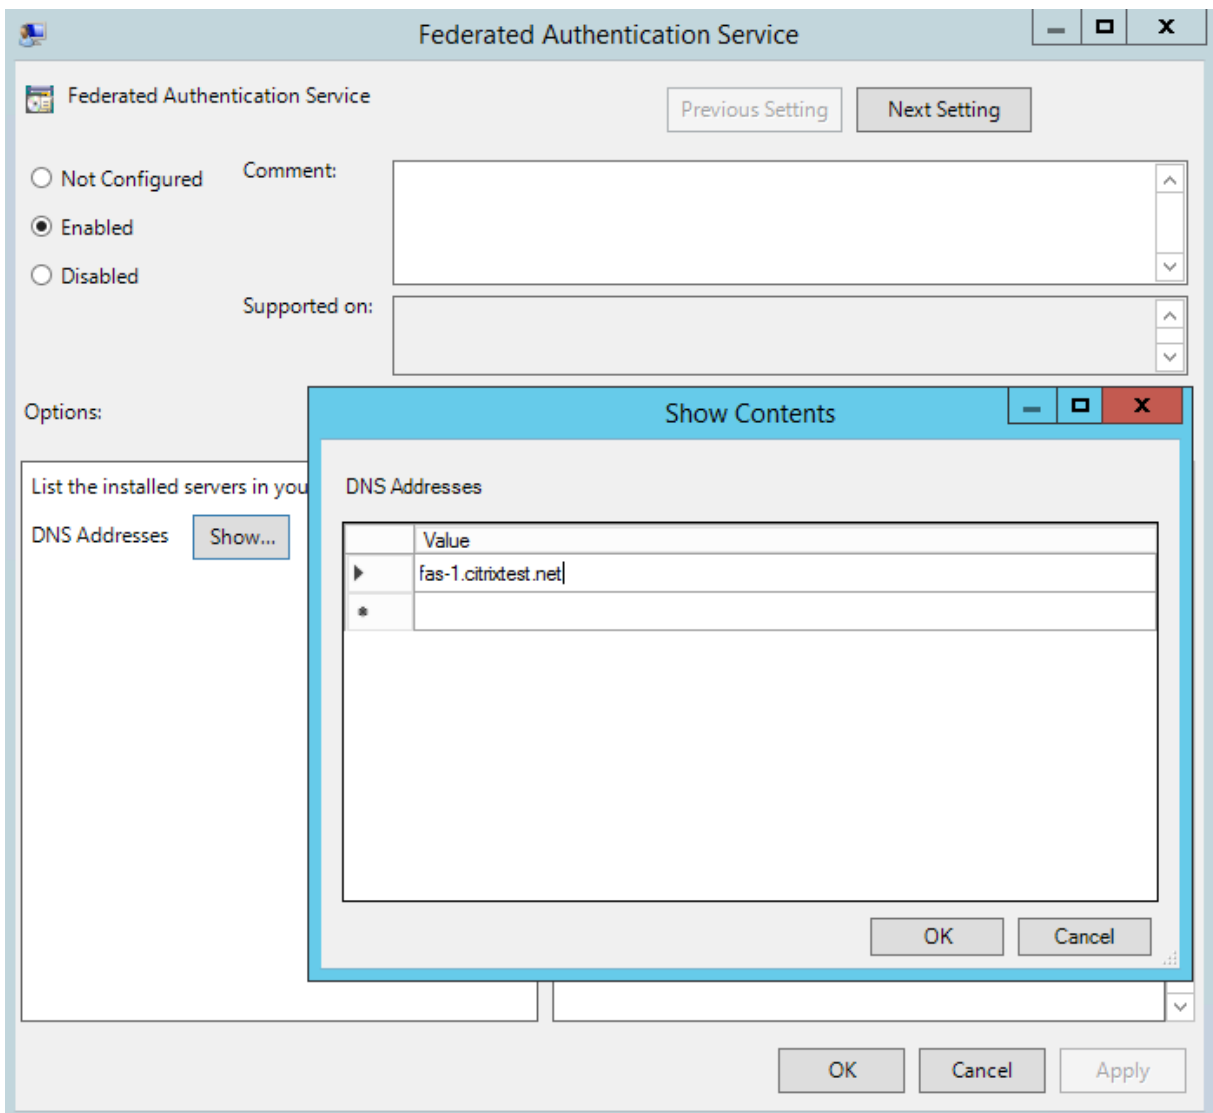 Federated Authentication Service
Federated Authentication Service
Previous Setting
Next Setting
Not Configured
Comment:
Enabled
Disabled
Supported on:
Options:
Show Contents
List the installed servers in you
DNS Addresses
DNS Addresses
Show...
Value
fas-1.citrixtest.net
OK
Cancel
OK
Cancel
Apply